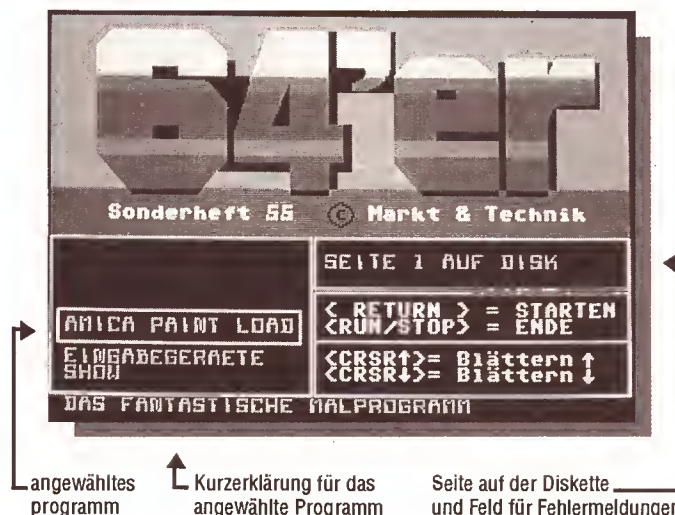 64'er
Sonderheft 55 © Markt & Technik
SEITE 1 AUF DISK
AMICA PAINT LOAD
EINGABEGERAETE
SHOW
< RETURN > = STARTEN
<RUN/STOP> = ENDE
<CRSR↑>= Blättern ↑
<CRSR↓>= Blättern ↓
DAS FANTASTISCHE MALPROGRAMM
angewähltes
programm
Kurzerklärung für das
angewählte Programm
Seite auf der Diskette
und Feld für Fehlermeldungen